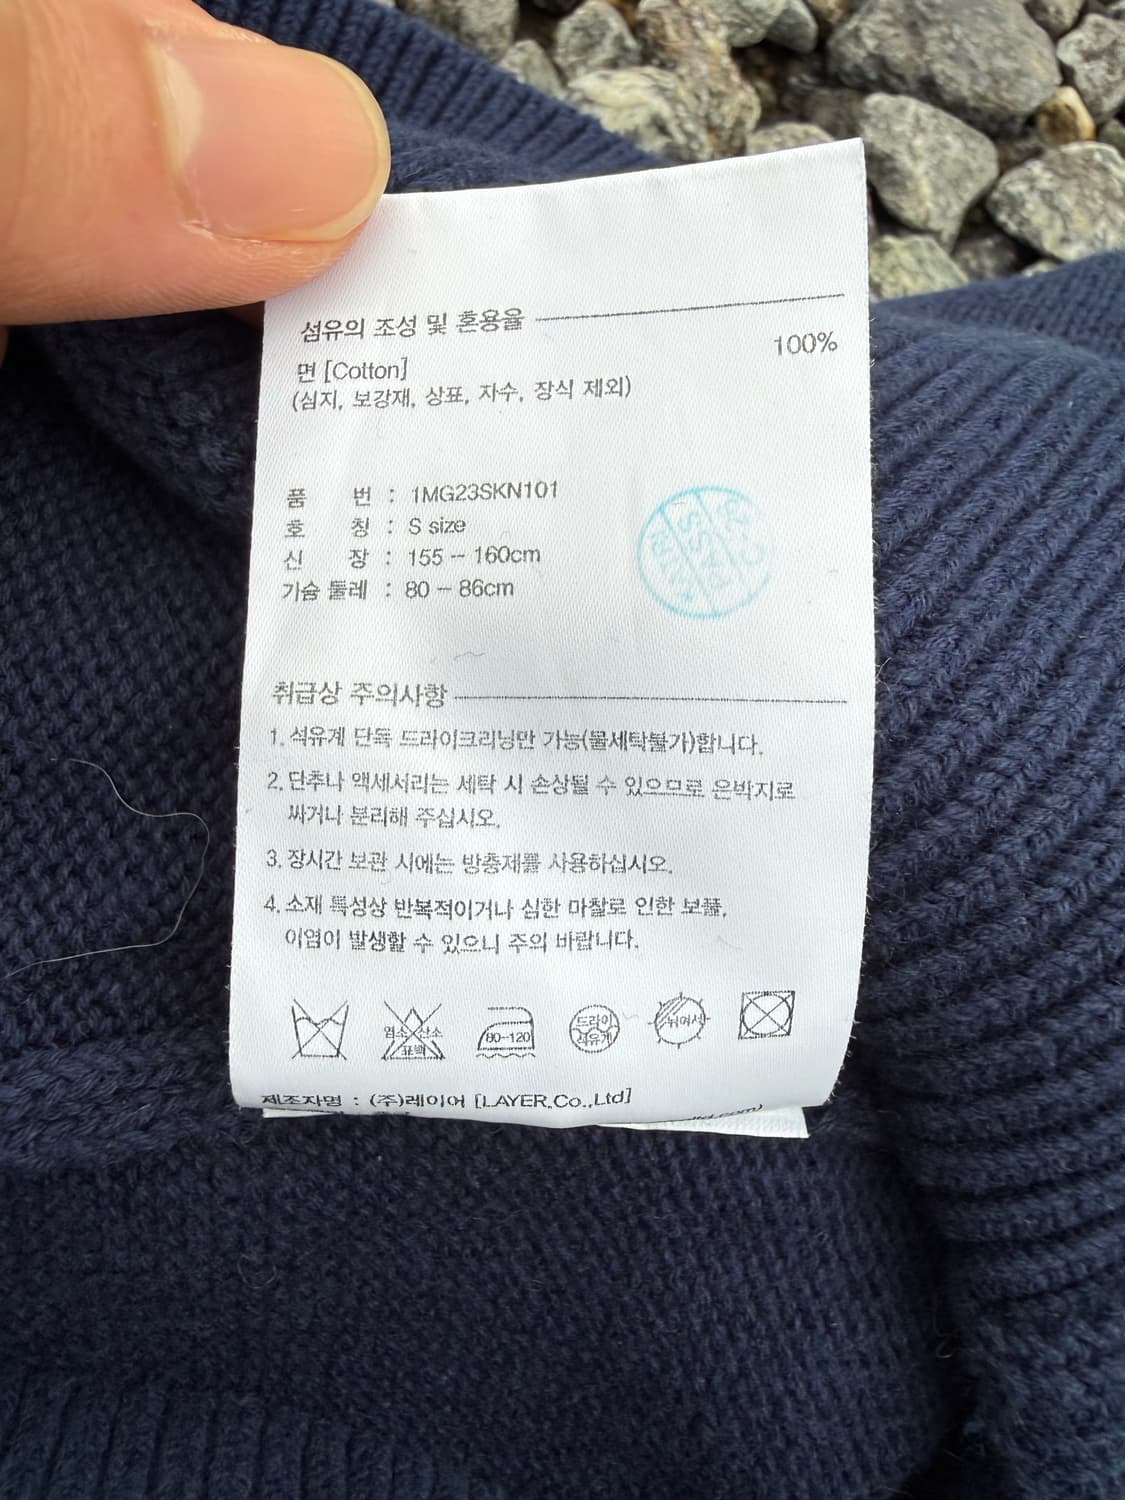 섬유의 조성 및 혼용율
면 [Cotton] 100%
(심지, 보강재, 상표, 자수, 장식 제외)
품 번 : 1MG23SKN101
호 칭 : S size
신 장 : 155 - 160cm
가슴 둘레 : 80 - 86cm
취급상 주의사항
1. 석유계 단독 드라이크리닝만 가능(물세탁불가)합니다.
2. 단추나 액세서리는 세탁 시 손상될 수 있으므로 은박지로
싸거나 분리해 주십시오.
3. 장시간 보관 시에는 방충제를 사용하십시오.
4. 소재 특성상 반복적이거나 심한 마찰로 인한 보풀,
이염이 발생할 수 있으니 주의 바랍니다.
염소 산소
표백
80-120
드라이
석유계
뉘어서
제조자명 : (주)레이어 [LAYER.Co.,Ltd]